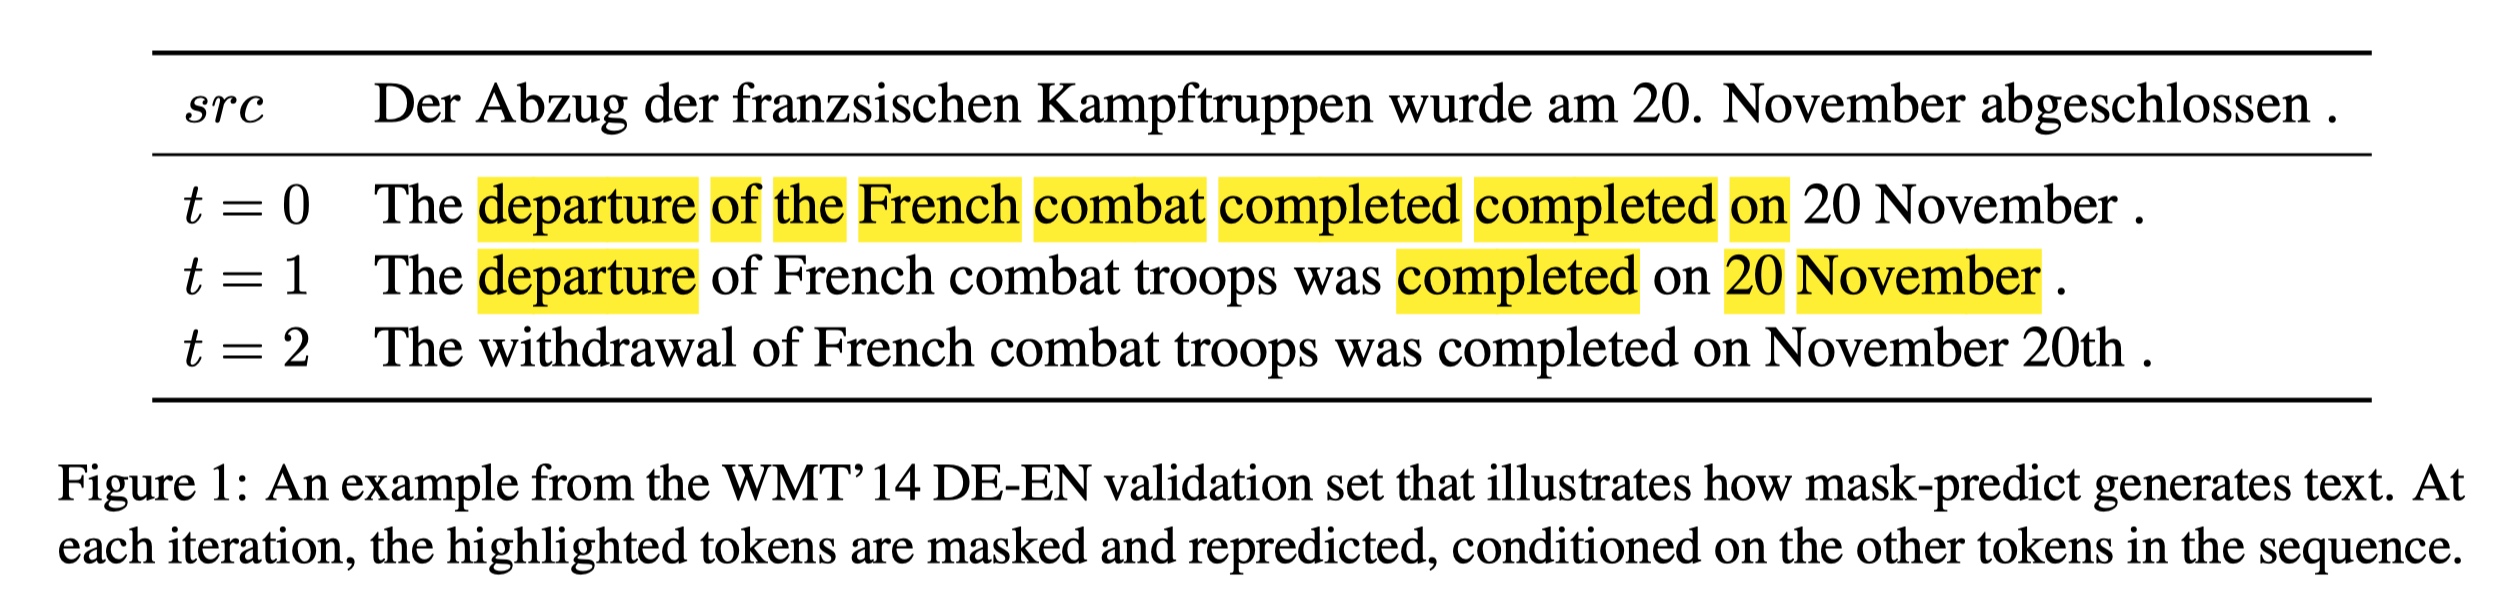 src Der Abzug der franzsischen Kampftruppen wurde am 20. November abgeschlossen .
t = 0 The departure of the French combat completed completed on 20 November .
t = 1 The departure of French combat troops was completed on 20 November .
t = 2 The withdrawal of French combat troops was completed on November 20th .
Figure 1: An example from the WMT’14 DE-EN validation set that illustrates how mask-predict generates text. At
each iteration, the highlighted tokens are masked and repredicted, conditioned on the other tokens in the sequence.